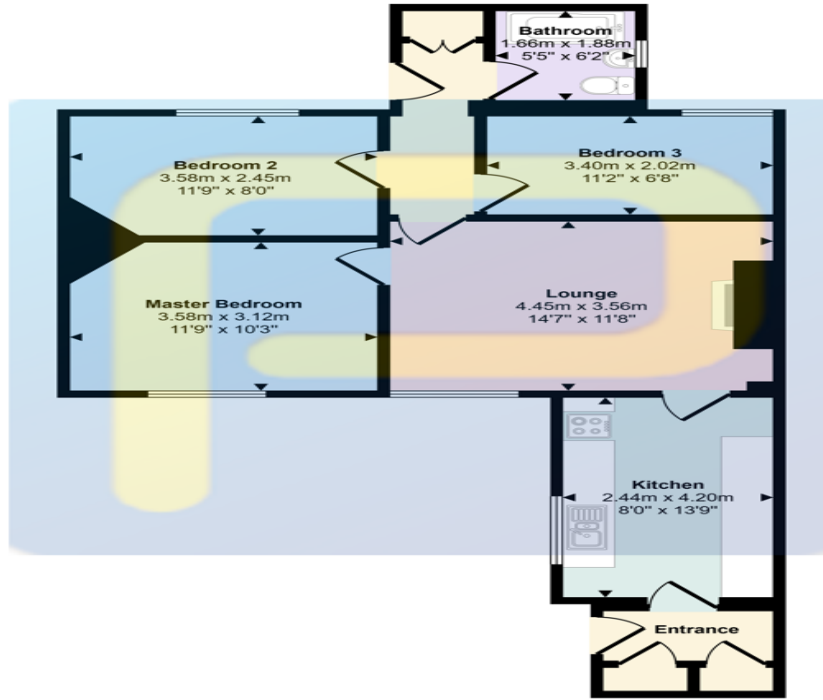 Bathroom
1.66m x 1.88m
5'5" x 6'2"
Bedroom 2
3.58m x 2.45m
11'9" x 8'0"
Bedroom 3
3.40m x 2.02m
11'2" x 6'8"
Master Bedroom
3.58m x 3.12m
11'9" x 10'3"
Lounge
4.45m x 3.56m
14'7" x 11'8"
Kitchen
2.44m x 4.20m
8'0" x 13'9"
Entrance